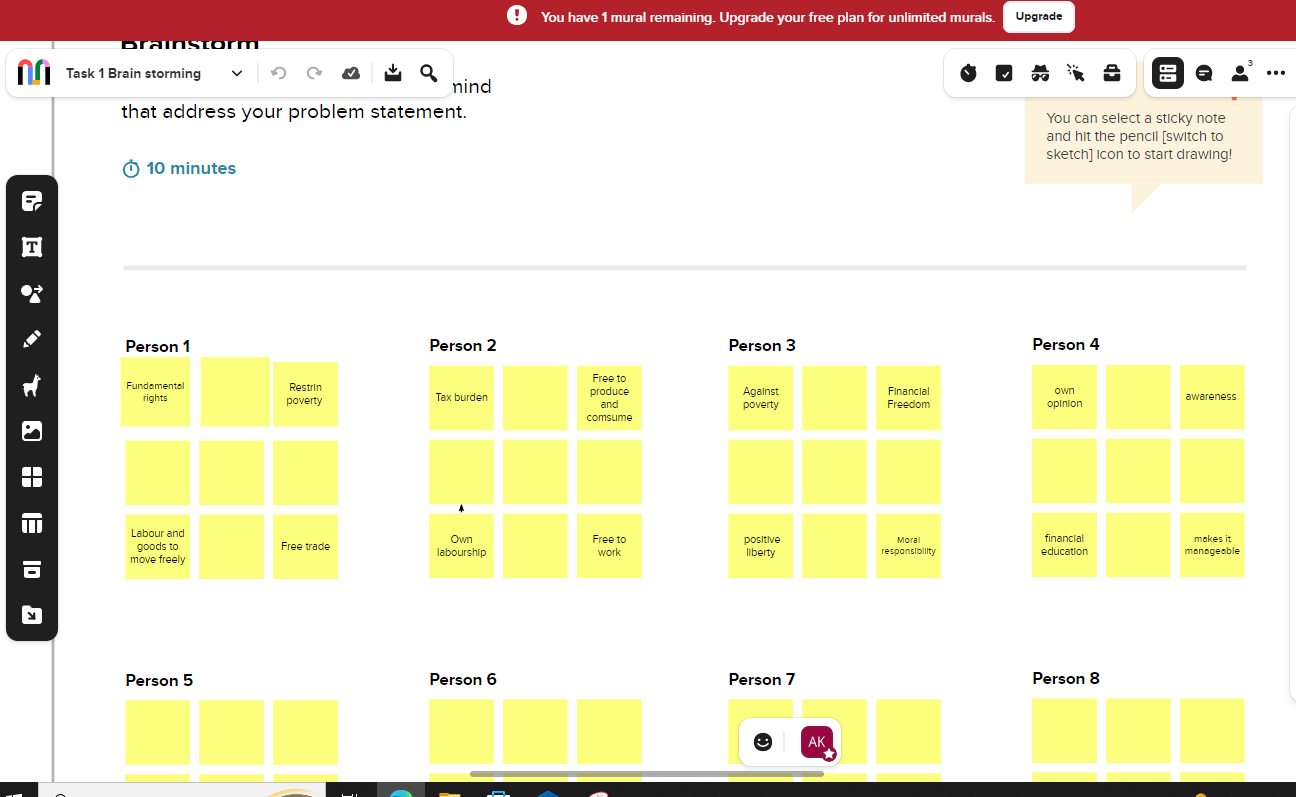 You have 1 mural remaining. Upgrade your free plan for unlimited murals.
Upgrade
Brainstorm
Task 1 Brain storming
3
mind
that address your problem statement.
You can select a sticky note
and hit the pencil [switch to
sketch] icon to start drawing!
10 minutes
Person 1
Person 2
Person 3
Person 4
Fundamental
rights
Restrin
poverty
Labour and
goods to
move freely
Free trade
Tax burden
Free to
produce
and
comsume
Own
labourship
Free to
work
Against
poverty
Financial
Freedom
positive
liberty
Moral
responsibility
own
opinion
awareness
financial
education
makes it
manageable
Person 5
Person 6
Person 7
Person 8
AK